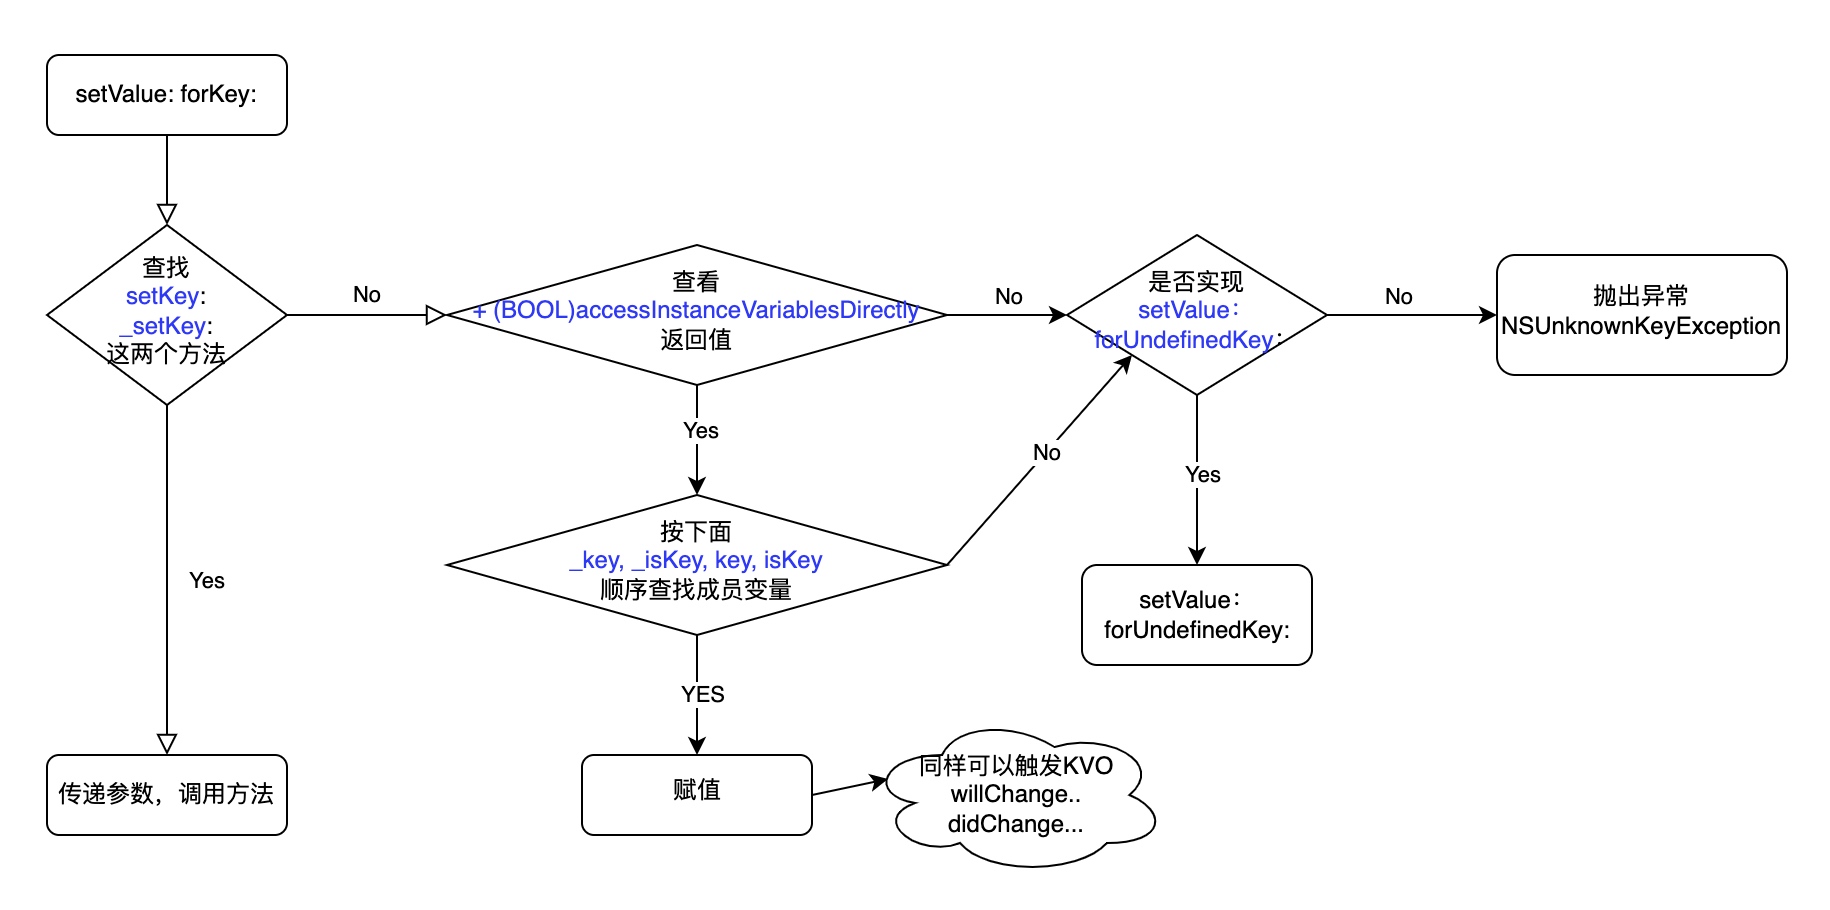 setValue: forKey:
查找
setKey:
_setKey:
这两个方法
No
查看
+ (BOOL)accessInstanceVariablesDirectly
返回值
No
是否实现
setValue：
forUndefinedKey:
No
抛出异常
NSUnknownKeyException
Yes
No
Yes
按下面
_key, _isKey, key, isKey
顺序查找成员变量
Yes
setValue：
forUndefinedKey:
YES
传递参数，调用方法
赋值
同样可以触发KVO
willChange..
didChange...